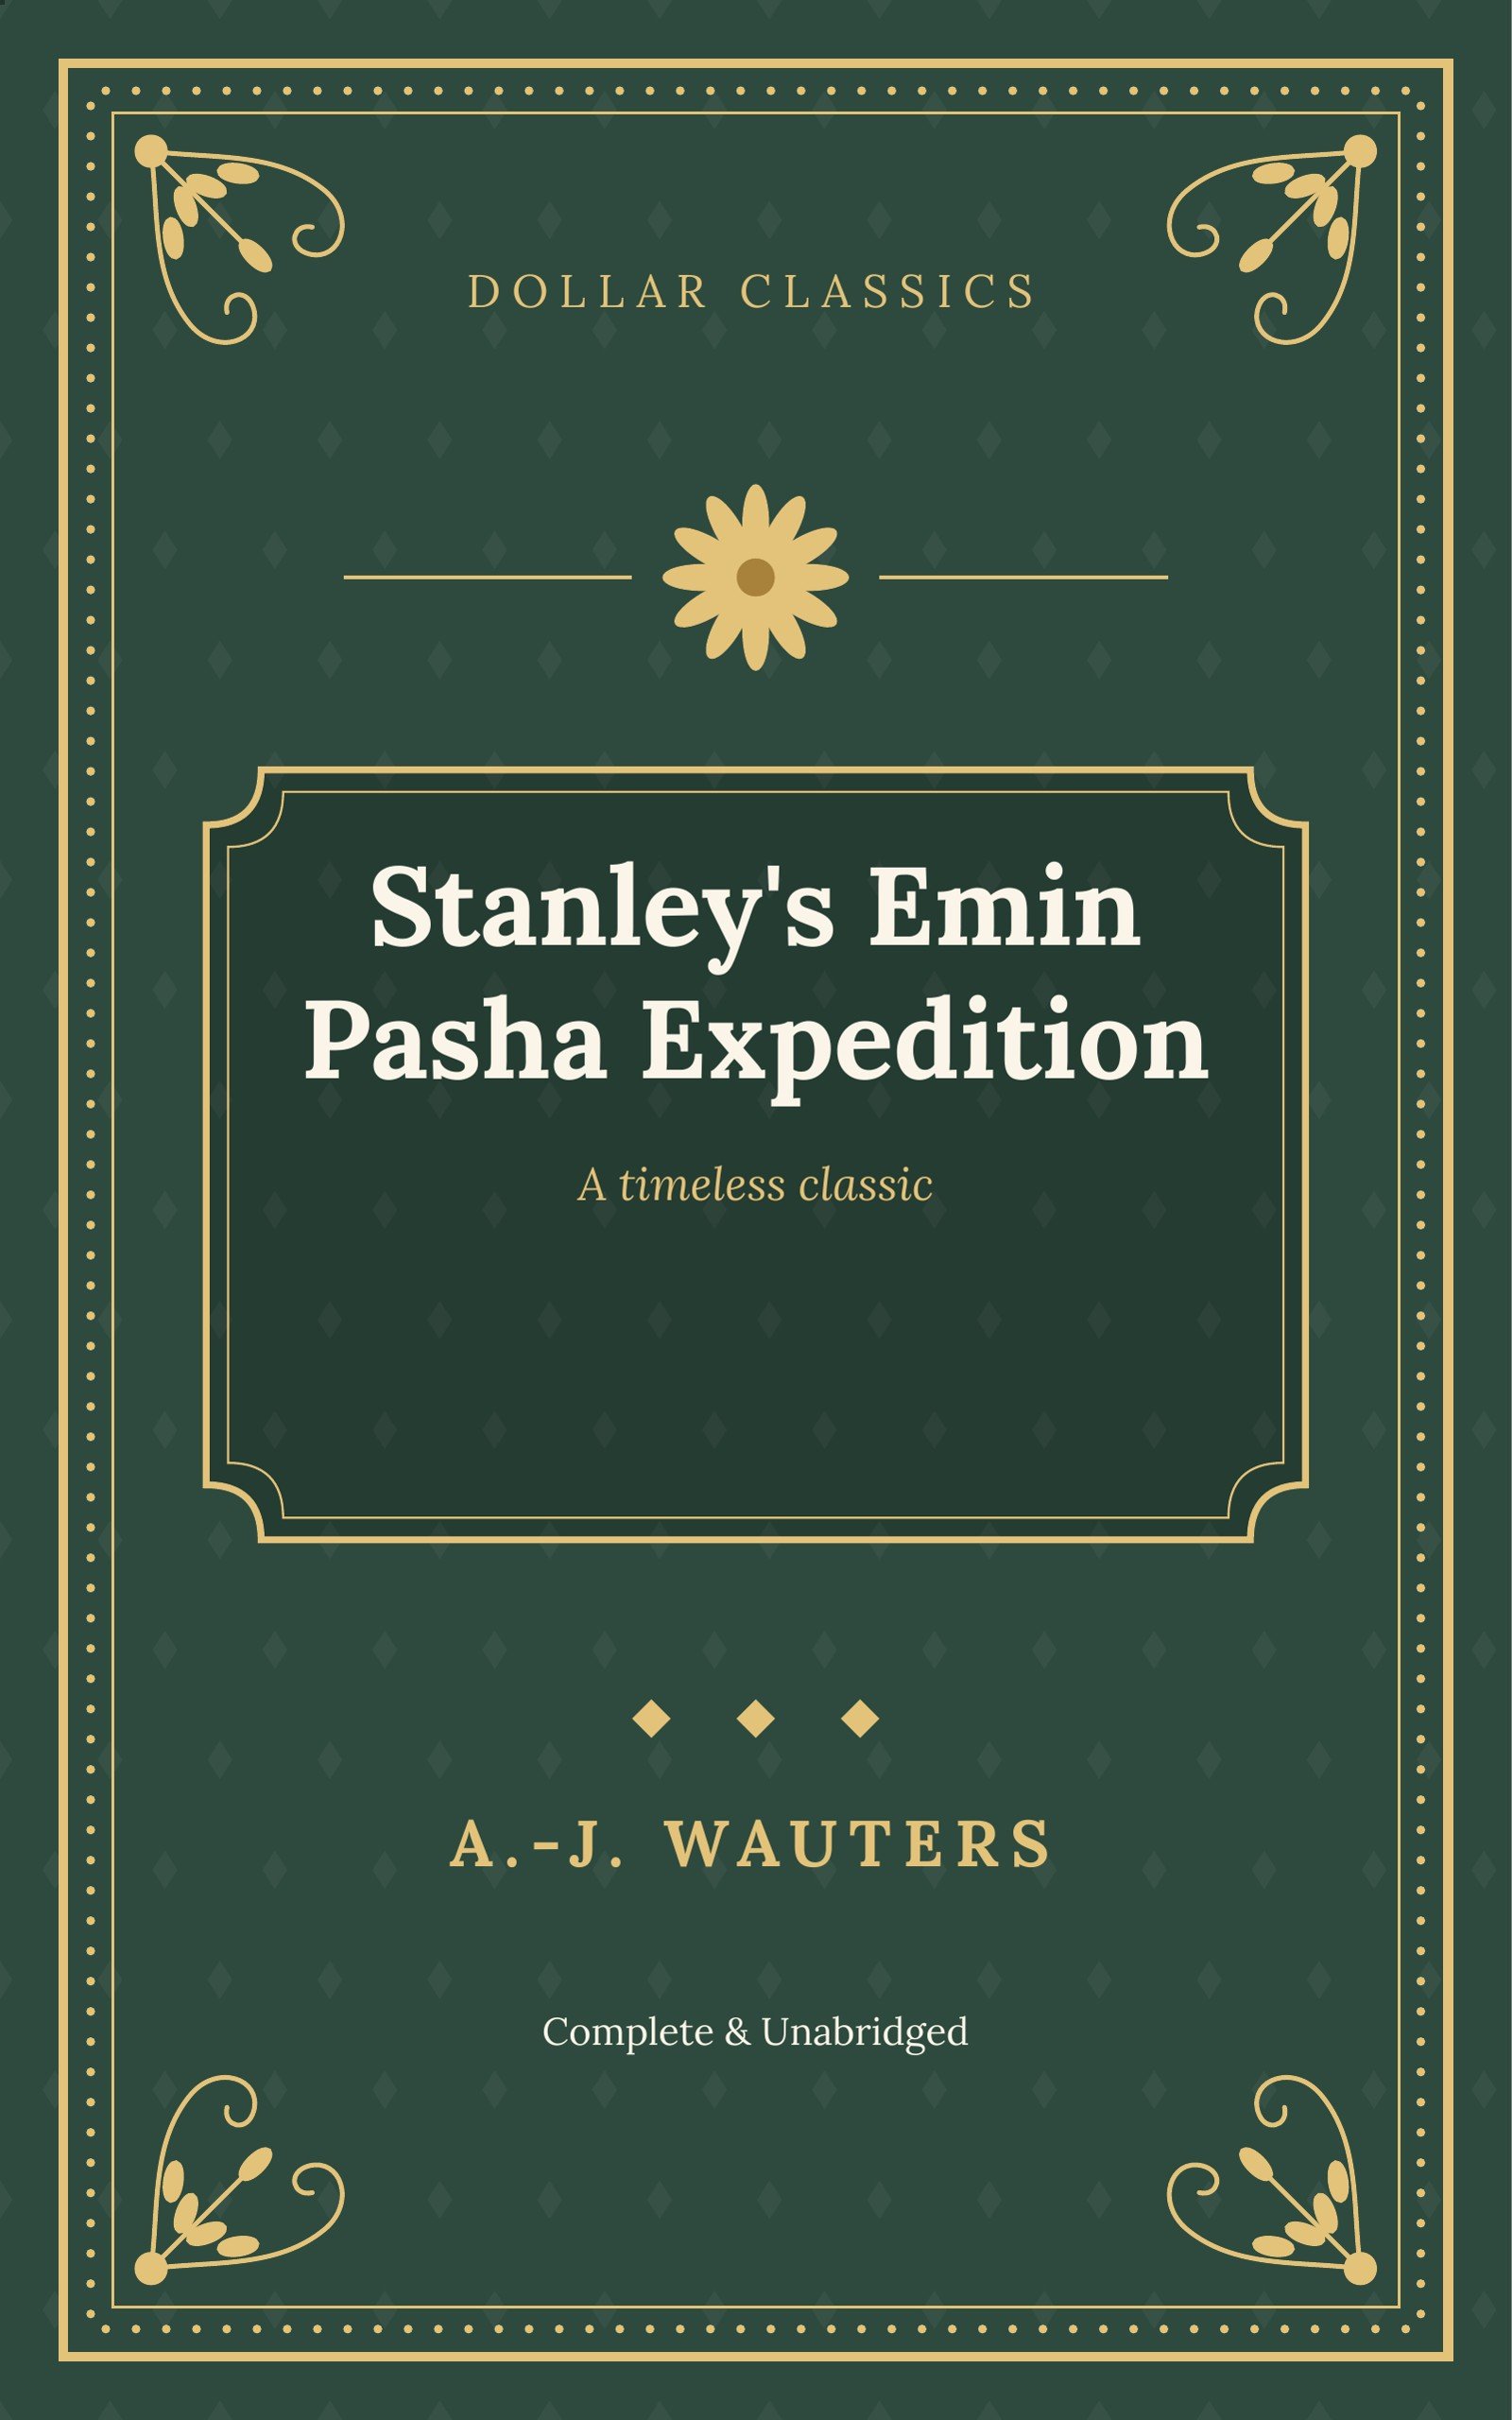 DOLLAR CLASSICS
Stanley's Emin
Pasha Expedition
A timeless classic
A.-J. WAUTERS
Complete & Unabridged